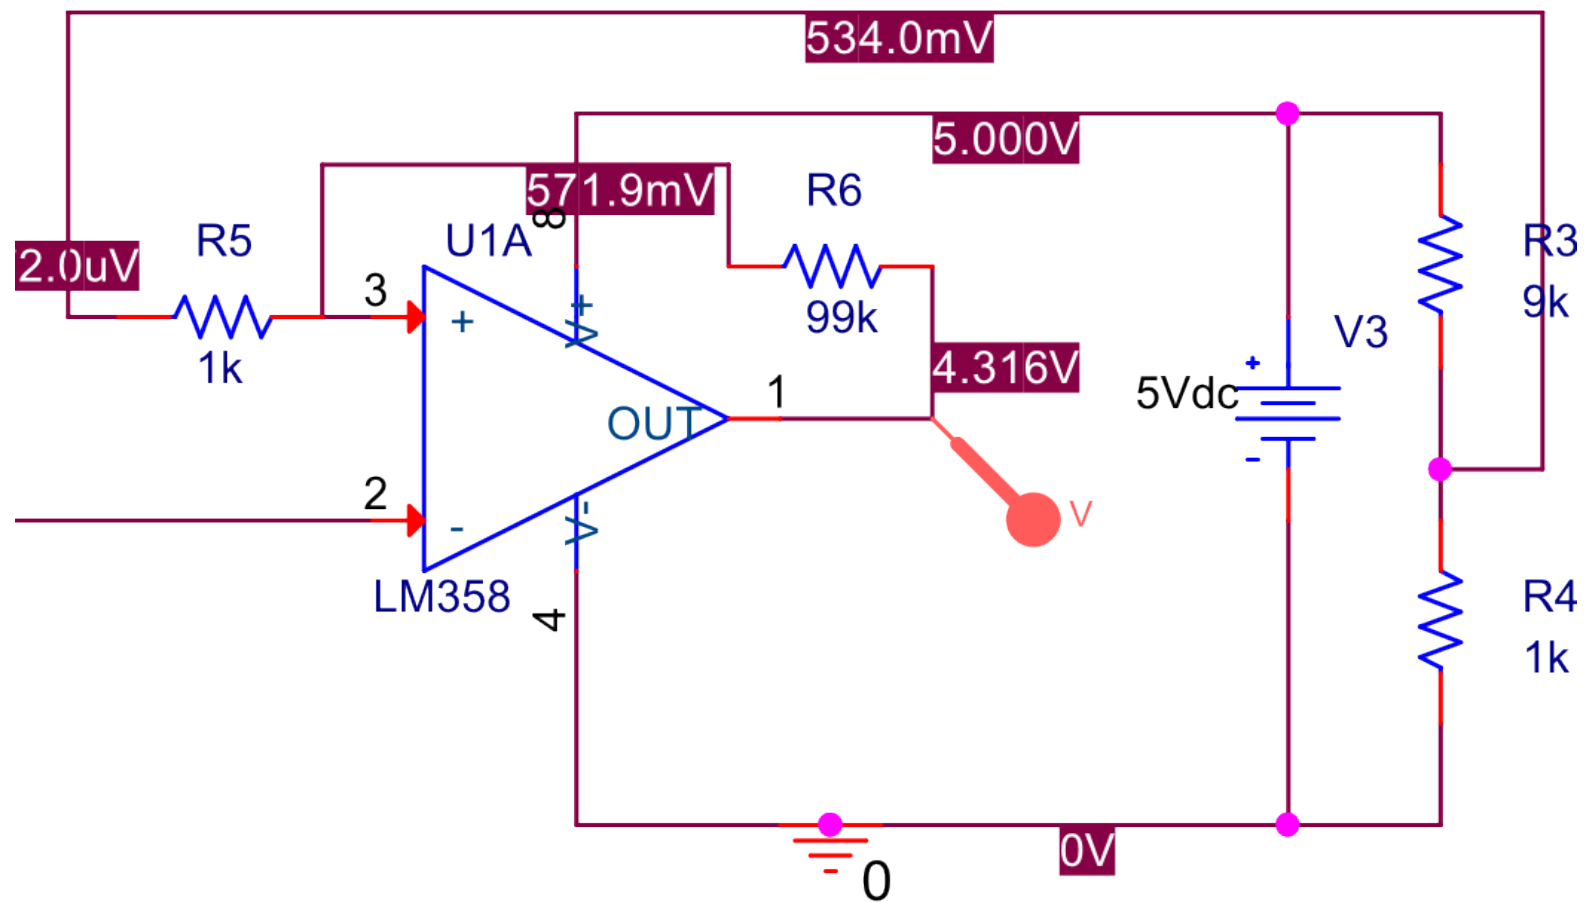 534.0mV
5.000V
571.9mV
8
R6
R5
U1A
R3
2.0uV
3
+
V+
99k
9k
V3
1k
4.316V
+
1
5Vdc
OUT
-
2
-
V-
V
LM358
4
R4
1k
0V
0